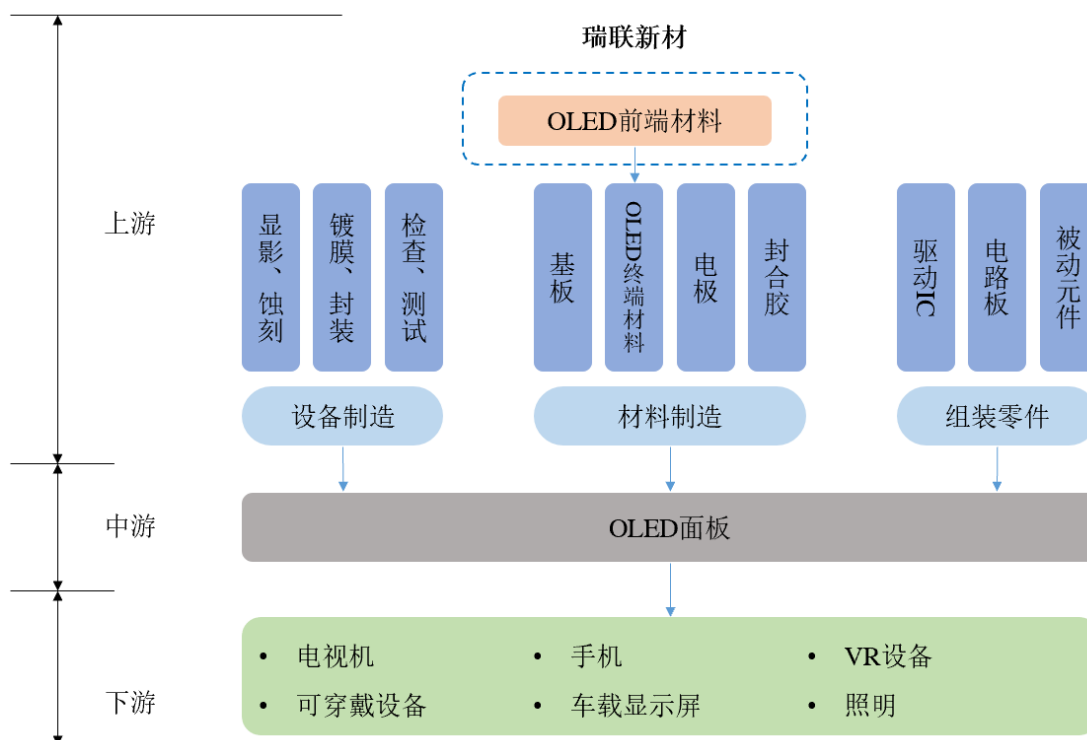 瑞联新材
OLED前端材料
上游
显影、蚀刻
镀膜、封装
检查、测试
基板
OLED终端材料
电极
封合胶
驱动IC
电路板
被动元件
设备制造
材料制造
组装零件
中游
OLED面板
• 电视机
• 手机
• VR设备
下游
• 可穿戴设备
• 车载显示屏
• 照明